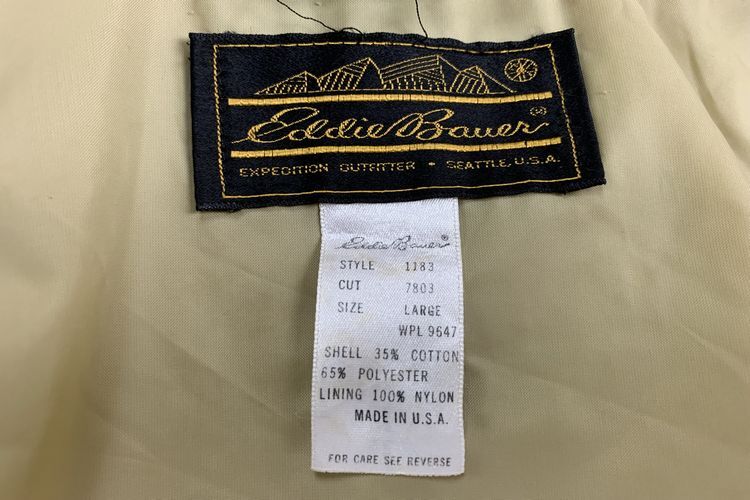 Eddie Bauer®
EXPEDITION OUTFITTER • SEATTLE, U.S.A.
Eddie Bauer®
STYLE 1183
CUT 7803
SIZE LARGE
WPL 9647
SHELL 35% COTTON
65% POLYESTER
LINING 100% NYLON
MADE IN U.S.A.
FOR CARE SEE REVERSE